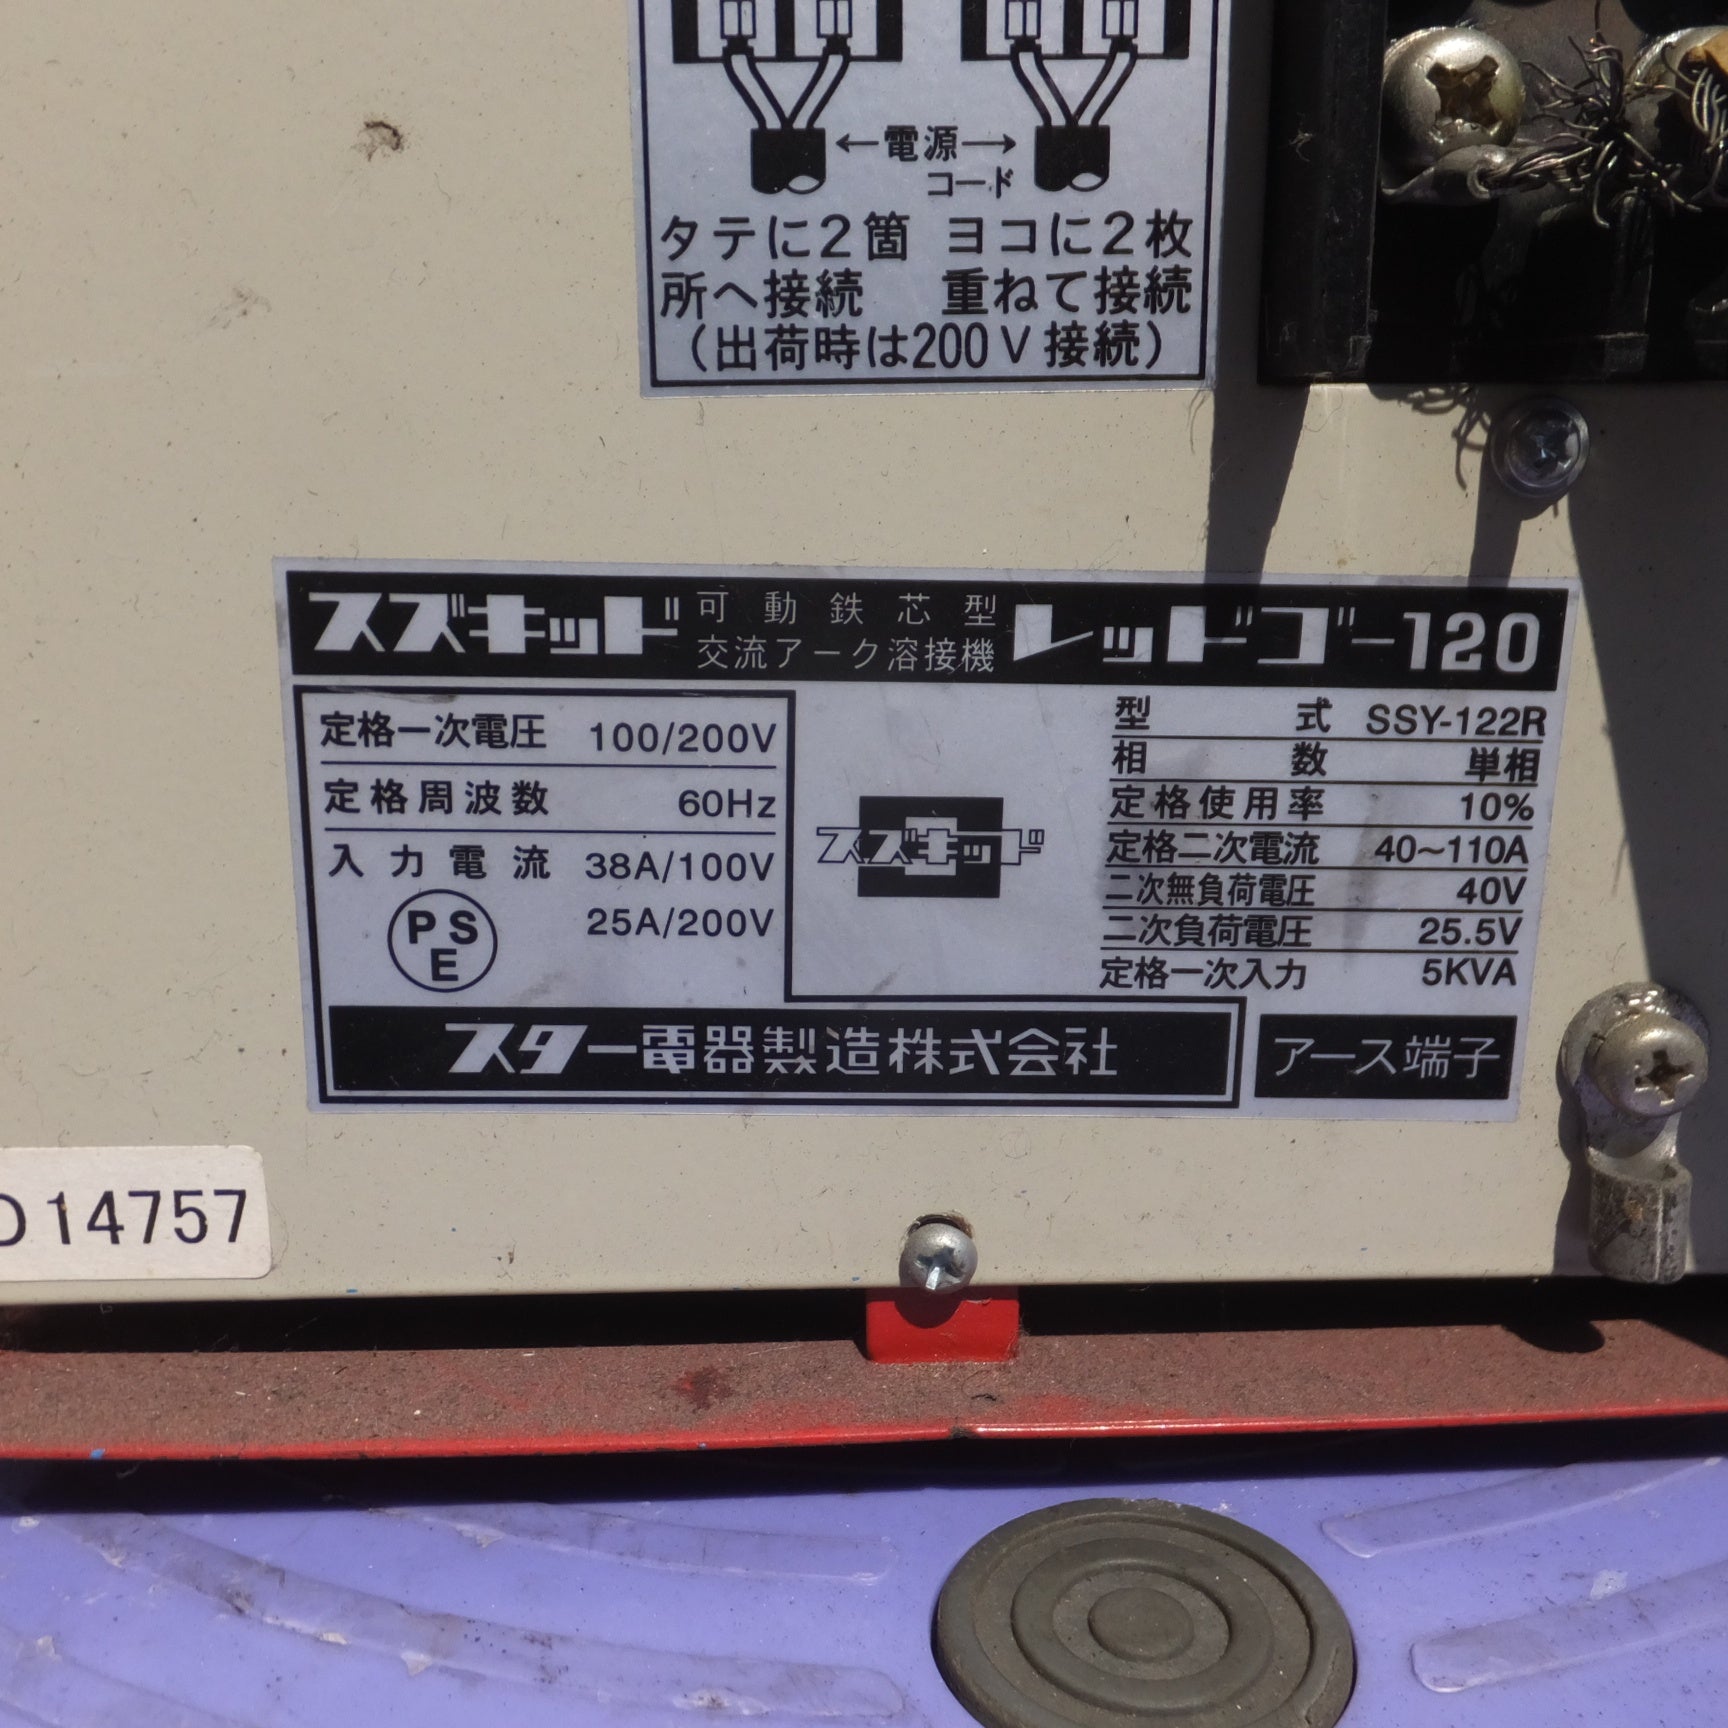 ←電源→
コード
タテに2箇 ヨコに2枚
所へ接続 重ねて接続
(出荷時は200V接続)
スズキッド 可動鉄芯型 交流アーク溶接機 レッドゴー120
定格一次電圧 100/200V
定格周波数 60Hz
入力電流 38A/100V
25A/200V
PSE
スズキッド
型式 SSY-122R
相数 単相
定格使用率 10%
定格二次電流 40~110A
二次無負荷電圧 40V
二次負荷電圧 25.5V
定格一次入力 5KVA
スター電器製造株式会社
アース端子
14757